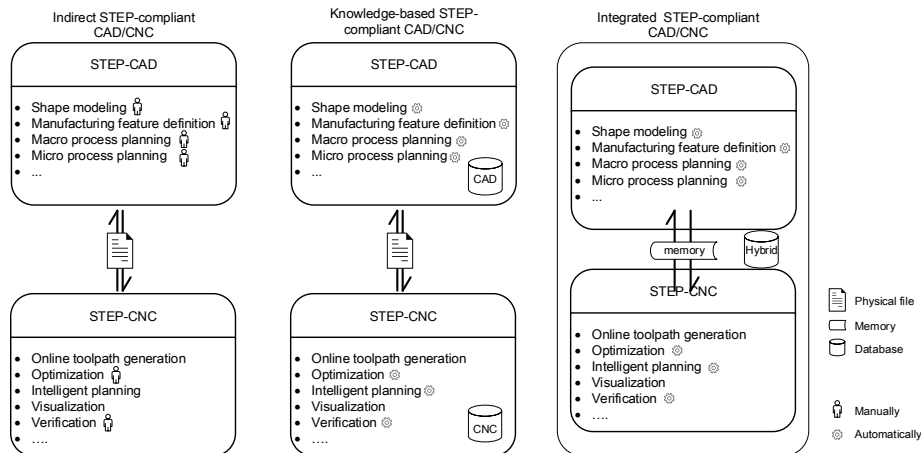 Indirect STEP-compliant
CAD/CNC
STEP-CAD
• Shape modeling
• Manufacturing feature definition
• Macro process planning
• Micro process planning
• ...
STEP-CNC
• Online toolpath generation
• Optimization
• Intelligent planning
• Visualization
• Verification
• ....
Knowledge-based STEP-
compliant CAD/CNC
STEP-CAD
• Shape modeling
• Manufacturing feature definition
• Macro process planning
• Micro process planning
• ...
CAD
STEP-CNC
• Online toolpath generation
• Optimization
• Intelligent planning
• Visualization
• Verification
• ....
CNC
Integrated STEP-compliant
CAD/CNC
STEP-CAD
• Shape modeling
• Manufacturing feature definition
• Macro process planning
• Micro process planning
• ...
memory
Hybrid
STEP-CNC
• Online toolpath generation
• Optimization
• Intelligent planning
• Visualization
• Verification
• ....
Physical file
Memory
Database
Manually
Automatically